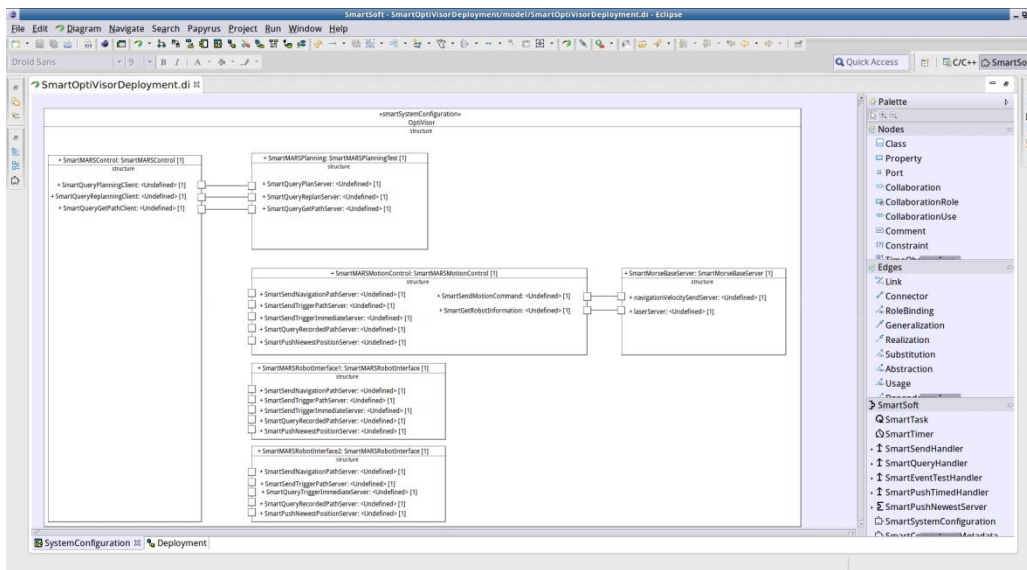 SmartSoft - SmartOptiVisorDeployment/model/SmartOptiVisorDeployment.di - Eclipse
File Edit Diagram Navigate Search Papyrus Project Run Window Help
Droid Sans 9 B I A Quick Access C/C++ SmartSo
SmartOptiVisorDeployment.di
«smartSystemConfiguration»
OptiVisor
structure
+ SmartMARSControl: SmartMARSControl [1]
structure
+ SmartQueryPlanningClient: <Undefined> [1]
+ SmartQueryReplanningClient: <Undefined> [1]
+ SmartQueryGetPathClient: <Undefined> [1]
+ SmartMARSPlanning: SmartMARSPlanningTest [1]
structure
+ SmartQueryPlanServer: <Undefined> [1]
+ SmartQueryReplanServer: <Undefined> [1]
+ SmartQueryGetPathServer: <Undefined> [1]
+ SmartMARSMotionControl: SmartMARSMotionControl [1]
structure
+ SmartSendNavigationPathServer: <Undefined> [1]
+ SmartSendTriggerPathServer: <Undefined> [1]
+ SmartSendTriggerImmediateServer: <Undefined> [1]
+ SmartQueryRecordedPathServer: <Undefined> [1]
+ SmartPushNewestPositionServer: <Undefined> [1]
+ SmartSendMotionCommand: <Undefined> [1]
+ SmartGetRobotInformation: <Undefined> [1]
+ SmartMorseBaseServer: SmartMorseBaseServer [1]
structure
+ navigationVelocitySendServer: <Undefined> [1]
+ laserServer: <Undefined> [1]
+ SmartMARSRobotInterface1: SmartMARSRobotInterface [1]
structure
+ SmartSendNavigationPathServer: <Undefined> [1]
+ SmartSendTriggerPathServer: <Undefined> [1]
+ SmartSendTriggerImmediateServer: <Undefined> [1]
+ SmartQueryRecordedPathServer: <Undefined> [1]
+ SmartPushNewestPositionServer: <Undefined> [1]
+ SmartMARSRobotInterface2: SmartMARSRobotInterface [1]
structure
+ SmartSendNavigationPathServer: <Undefined> [1]
+ SmartSendTriggerPathServer: <Undefined> [1]
+ SmartQueryTriggerImmediateServer: <Undefined> [1]
+ SmartQueryRecordedPathServer: <Undefined> [1]
+ SmartPushNewestPositionServer: <Undefined> [1]
Palette
Nodes
Class
Property
Port
Collaboration
CollaborationRole
CollaborationUse
Comment
Constraint
Edges
Link
Connector
RoleBinding
Generalization
Realization
Substitution
Abstraction
Usage
SmartSoft
SmartTask
SmartTimer
SmartSendHandler
SmartQueryHandler
SmartEventTestHandler
SmartPushTimedHandler
SmartPushNewestServer
SmartSystemConfiguration
SystemConfiguration Deployment